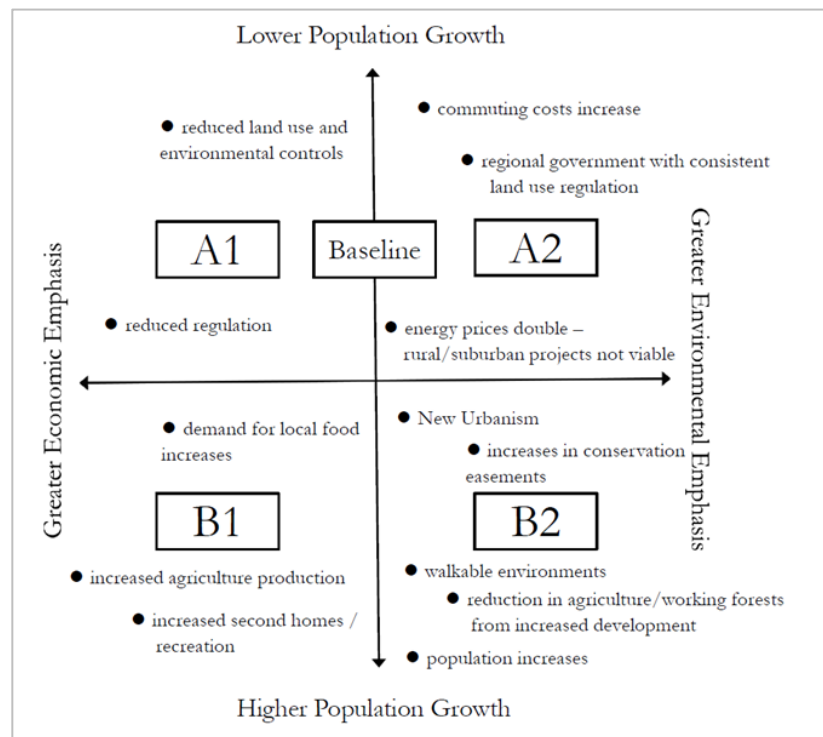 Lower Population Growth
● commuting costs increase
● reduced land use and
environmental controls
● regional government with consistent
land use regulation
A1
Baseline
A2
Greater Economic Emphasis
Greater Environmental Emphasis
● reduced regulation
● energy prices double –
rural/suburban projects not viable
● demand for local food
increases
● New Urbanism
● increases in conservation
easements
B1
B2
● increased agriculture production
● increased second homes /
recreation
● walkable environments
● reduction in agriculture/working forests
from increased development
● population increases
Higher Population Growth